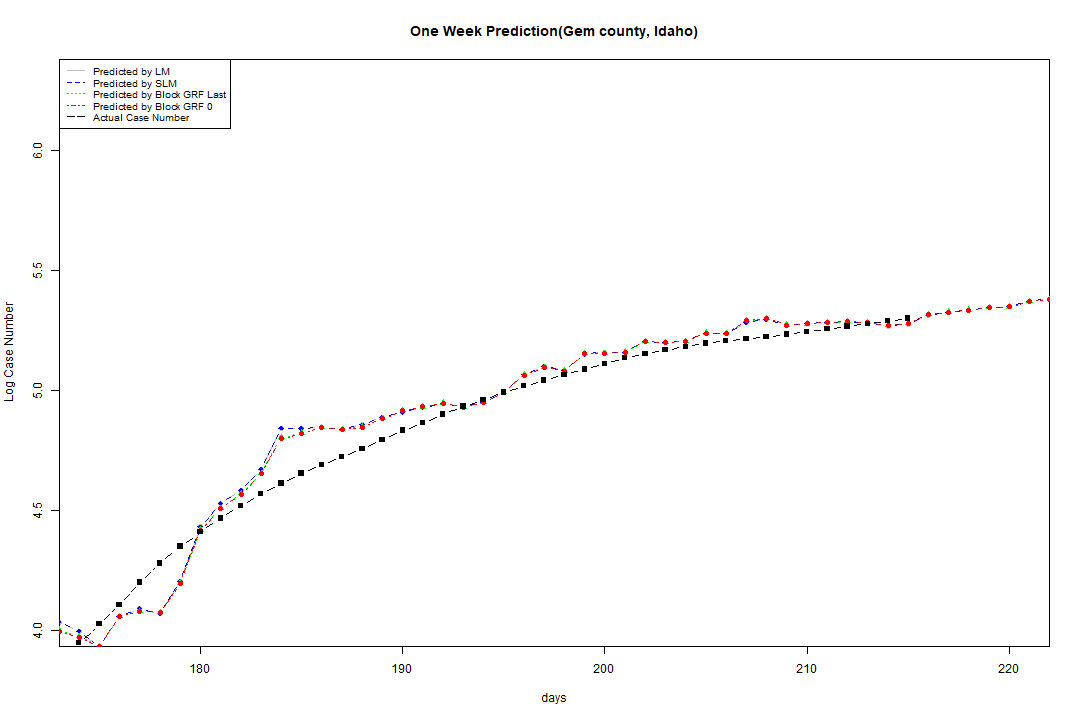 One Week Prediction(Gem county, Idaho)
Predicted by LM
Predicted by SLM
Predicted by Block GRF Last
Predicted by Block GRF 0
Actual Case Number
6.0
5.5
5.0
4.5
4.0
Log Case Number
180 190 200 210 220
days